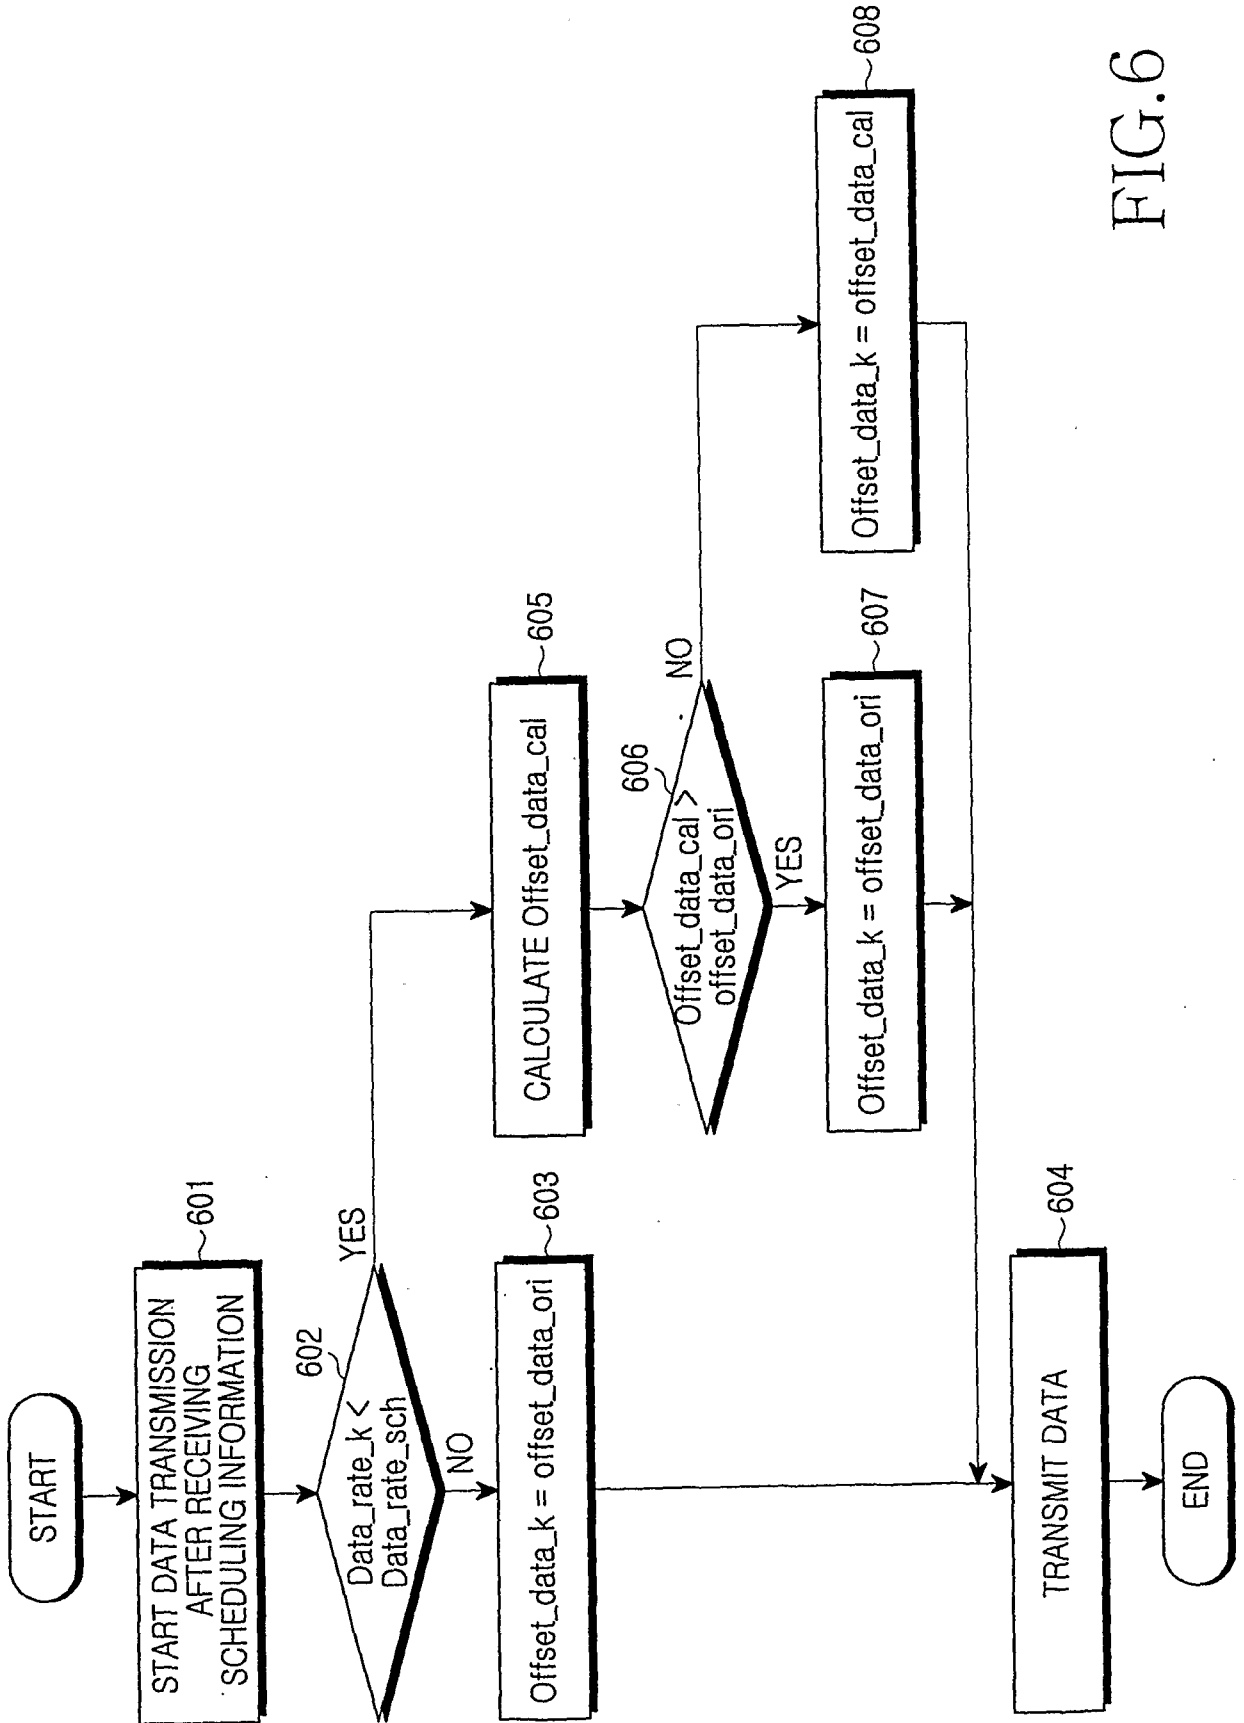 START
START DATA TRANSMISSION
AFTER RECEIVING
SCHEDULING INFORMATION
601
602
Data_rate_k <
Data_rate_sch
YES
NO
Offset_data_k = offset_data_ori
603
CALCULATE Offset_data_cal
605
606
Offset_data_cal >
offset_data_ori
NO
YES
Offset_data_k = offset_data_ori
607
Offset_data_k = offset_data_cal
608
TRANSMIT DATA
604
END
FIG.6